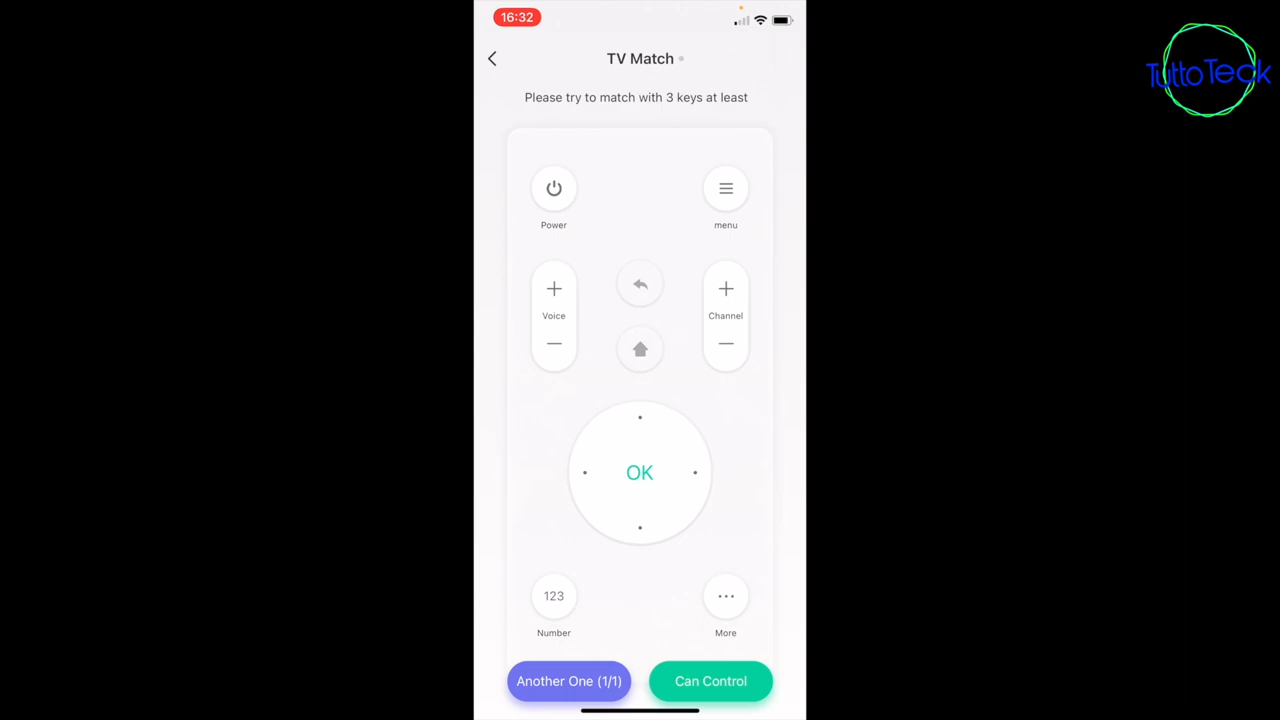 16:32
TV Match
Please try to match with 3 keys at least
TuttoTeck
Power
menu
Voice
Channel
OK
123
Number
More
Another One (1/1)
Can Control